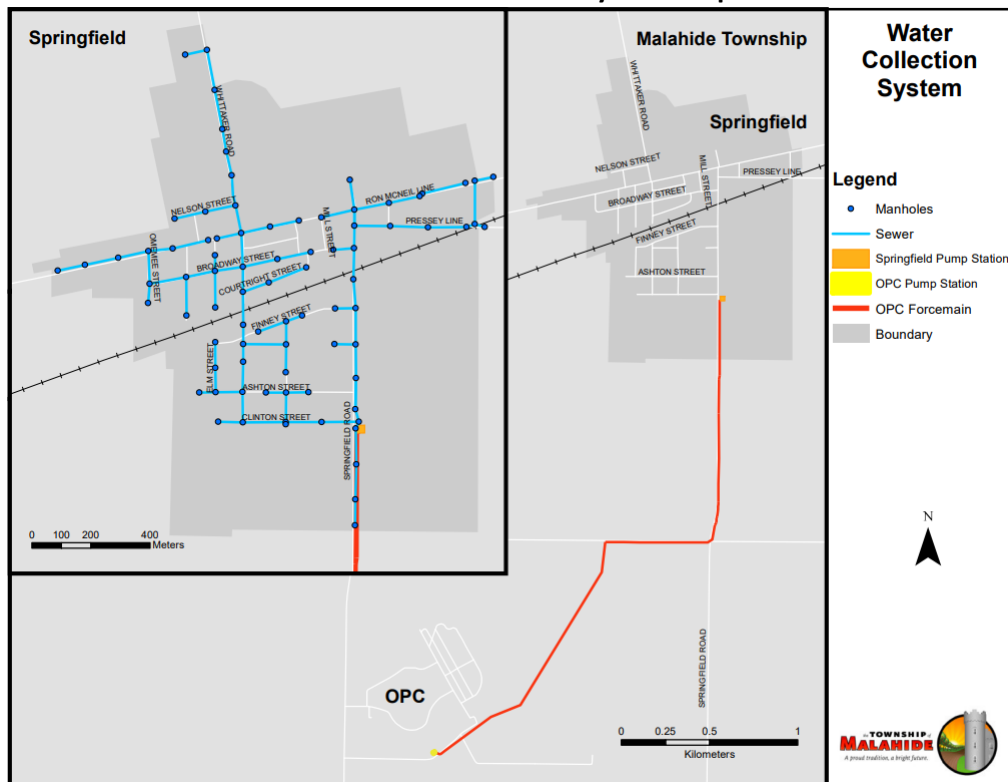 Springfield
WHITTAKER ROAD
NELSON STREET
RON MCNEIL LINE
MILL STREET
PRESSEY LINE
OMEMEE STREET
BROADWAY STREET
COURTRIGHT STREET
FINNEY STREET
ELM STREET
ASHTON STREET
CLINTON STREET
SPRINGFIELD ROAD
0 100 200 400
Meters
Malahide Township
WHITTAKER ROAD
Springfield
NELSON STREET
MILL STREET
PRESSEY LINE
BROADWAY STREET
FINNEY STREET
ASHTON STREET
SPRINGFIELD ROAD
OPC
0 0.5 1
Kilometers
Water
Collection
System
Legend
Manholes
Sewer
Springfield Pump Station
OPC Pump Station
OPC Forcemain
Boundary
N
the TOWNSHIP of
MALAHIDE
A proud tradition, a bright future.